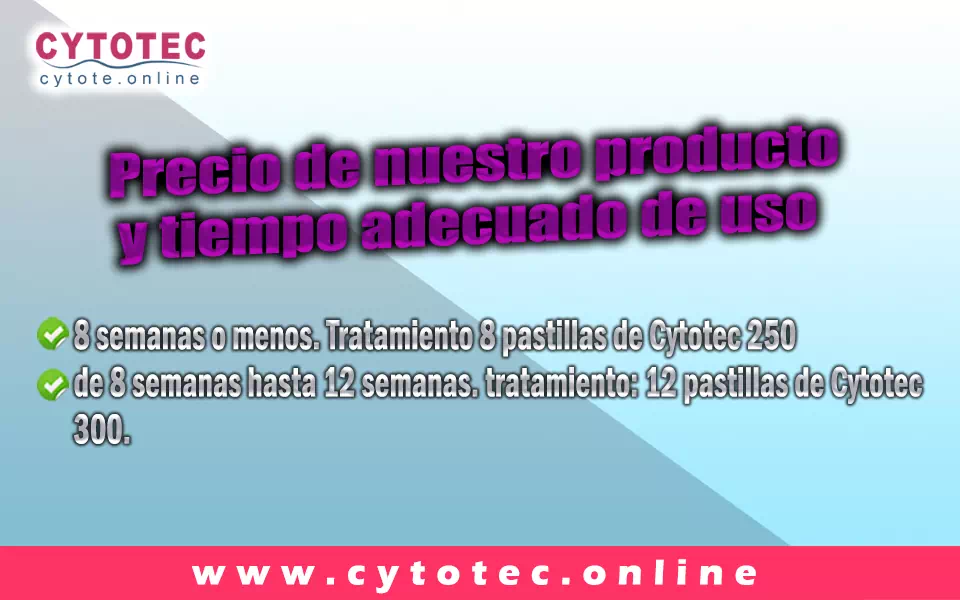 CYTOTEC
cytote.online
Precio de nuestro producto
y tiempo adecuado de uso
8 semanas o menos. Tratamiento 8 pastillas de Cytotec 250
de 8 semanas hasta 12 semanas. tratamiento: 12 pastillas de Cytotec
300.
www.cytotec.online